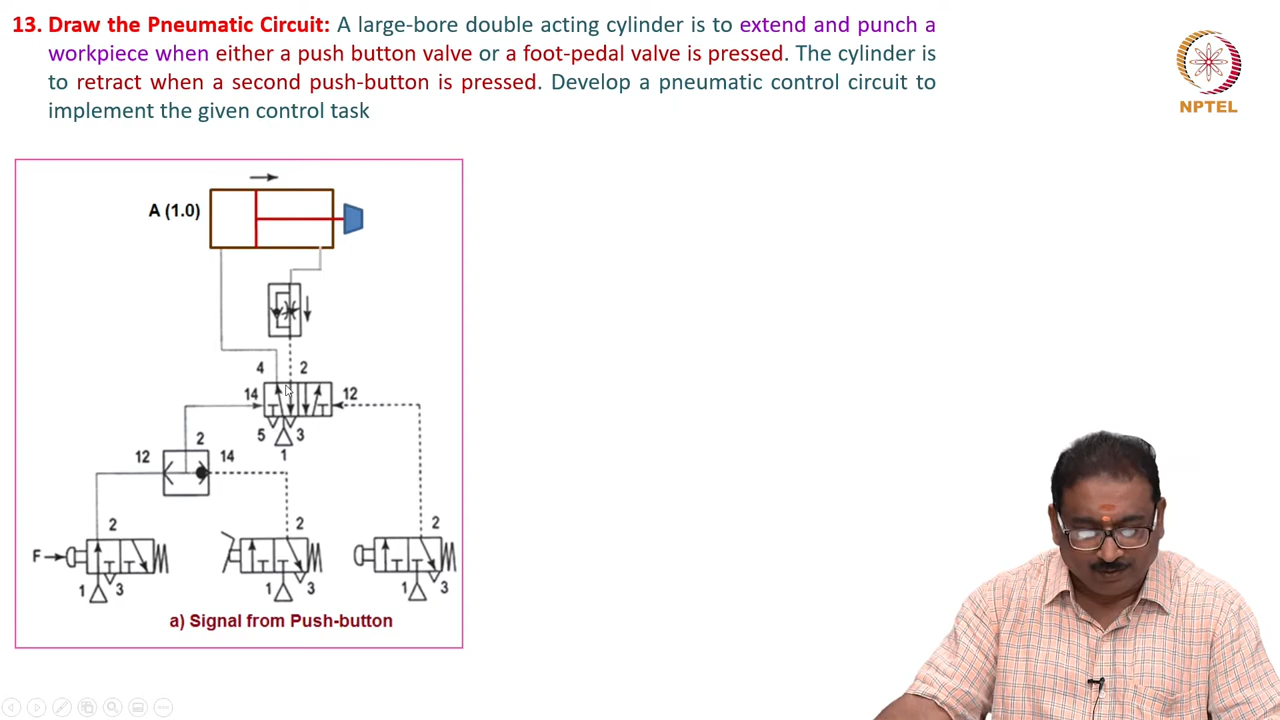 13. Draw the Pneumatic Circuit: A large-bore double acting cylinder is to extend and punch a
workpiece when either a push button valve or a foot-pedal valve is pressed. The cylinder is
to retract when a second push-button is pressed. Develop a pneumatic control circuit to
implement the given control task
NPTEL
A (1.0)
4 2
14 12
5 3
1
2
12 14
2 2 2
F
1 3 1 3 1 3
a) Signal from Push-button